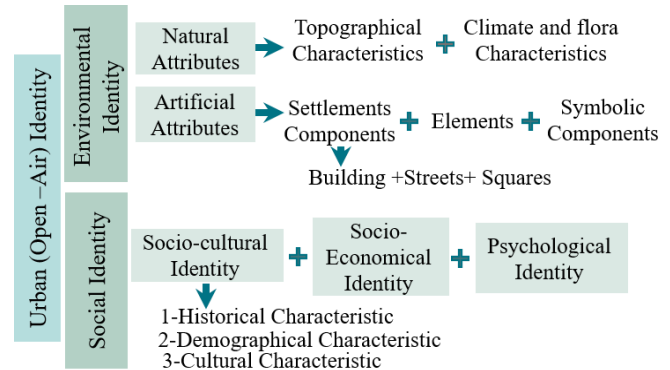 Urban (Open –Air) Identity
Environmental
Identity
Natural
Attributes
Topographical
Characteristics
+
Climate and flora
Characteristics
Artificial
Attributes
Settlements
Components
+
Elements
+
Symbolic
Components
Building +Streets+ Squares
Social Identity
Socio-cultural
Identity
+
Socio-
Economical
Identity
+
Psychological
Identity
1-Historical Characteristic
2-Demographical Characteristic
3-Cultural Characteristic